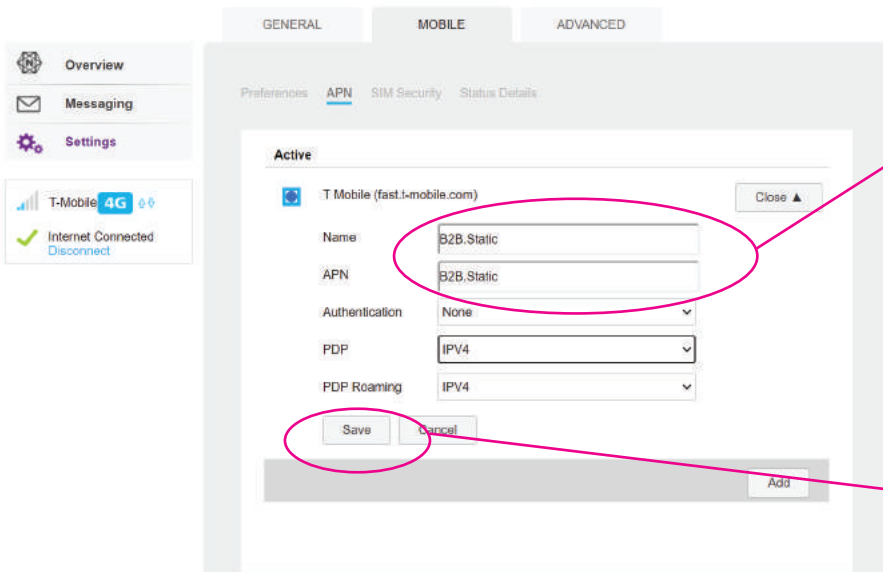 GENERAL MOBILE ADVANCED
Overview
Messaging
Settings
T-Mobile 4G
Internet Connected
Disconnect
Preferences APN SIM Security Status Details
Active
T Mobile (fast.t-mobile.com) Close ▲
Name B2B.Static
APN B2B.Static
Authentication None
PDP IPV4
PDP Roaming IPV4
Save Cancel
Add